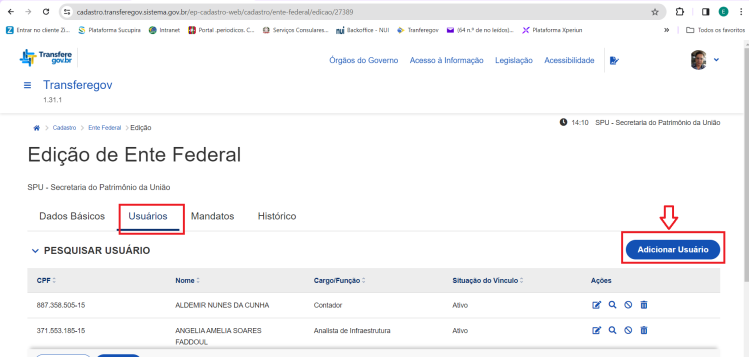 cadastro.transferegov.sistema.gov.br/ep-cadastro-web/cadastro/ente-federal/edicao/27389
Entrar no cliente Zi... Plataforma Sucupira Intranet Portal .periodicos. C... Serviços Consulares... nui Backoffice - NUI Transferegov (64 n.º de no leidos)... Plataforma Xperiun » Todos os favoritos
Transfere
gov.br
Órgãos do Governo Acesso à Informação Legislação Acessibilidade
Transferegov
1.31.1
> Cadastro > Ente Federal > Edição
14:10 SPU - Secretaria do Patrimônio da União
Edição de Ente Federal
SPU - Secretaria do Patrimônio da União
Dados Básicos Usuários Mandatos Histórico
PESQUISAR USUÁRIO
Adicionar Usuário
CPF Nome Cargo/Função Situação do Vínculo Ações
887.358.505-15 ALDEMIR NUNES DA CUNHA Contador Ativo
371.553.185-15 ANGELIA AMELIA SOARES FADDOUL Analista de Infraestrutura Ativo